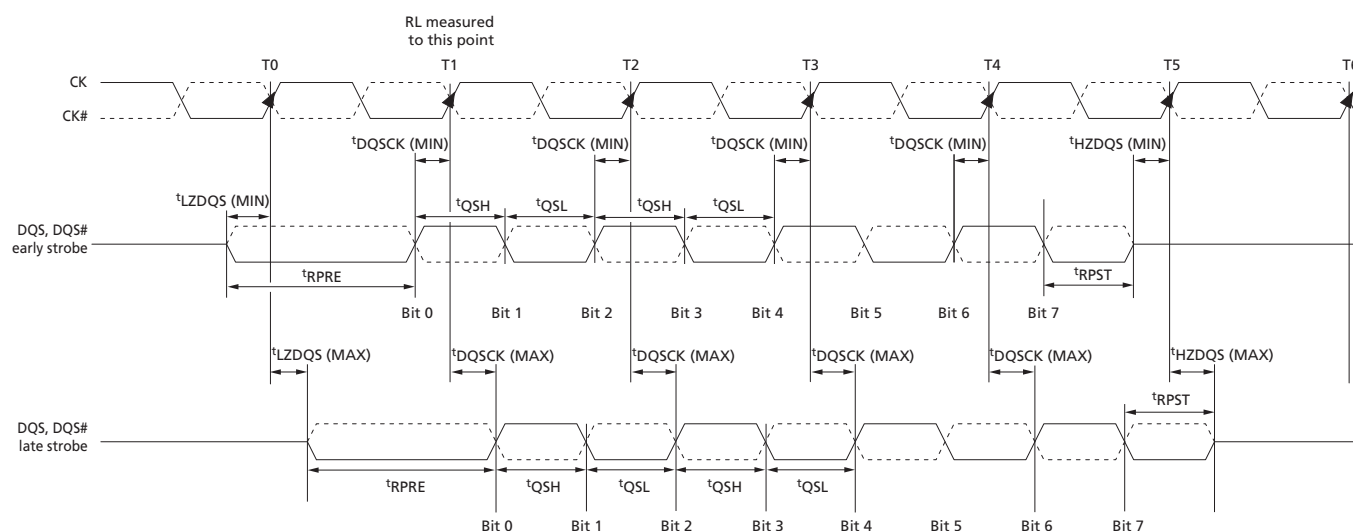 RL measured
to this point
T0 T1 T2 T3 T4 T5 T6
CK
CK#
tDQSCK (MIN) tDQSCK (MIN) tDQSCK (MIN) tDQSCK (MIN) tHZDQS (MIN)
tLZDQS (MIN)
tQSH tQSL tQSH tQSL
DQS, DQS#
early strobe
tRPRE tRPST
Bit 0 Bit 1 Bit 2 Bit 3 Bit 4 Bit 5 Bit 6 Bit 7
tLZDQS (MAX) tDQSCK (MAX) tDQSCK (MAX) tDQSCK (MAX) tDQSCK (MAX) tHZDQS (MAX)
tRPST
DQS, DQS#
late strobe
tRPRE tQSH tQSL tQSH tQSL
Bit 0 Bit 1 Bit 2 Bit 3 Bit 4 Bit 5 Bit 6 Bit 7